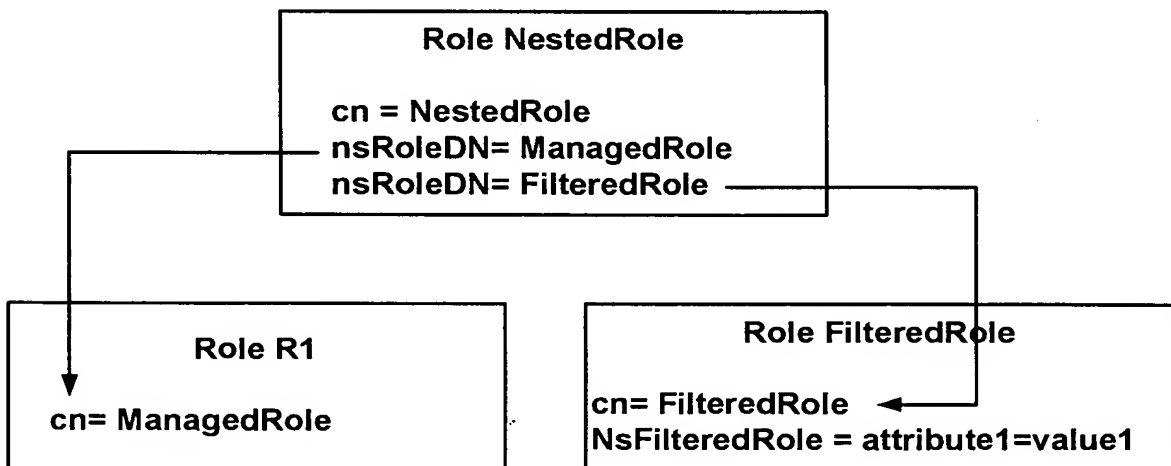 Role NestedRole
cn = NestedRole
nsRoleDN= ManagedRole
nsRoleDN= FilteredRole
Role R1
cn= ManagedRole
Role FilteredRole
cn= FilteredRole
NsFilteredRole = attribute1=value1